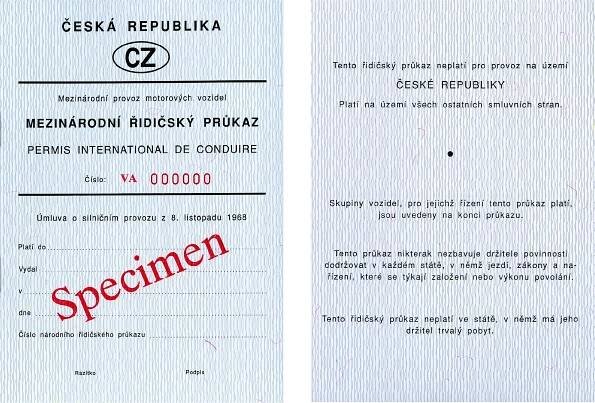 ČESKÁ REPUBLIKA
CZ
Mezinárodní provoz motorových vozidel
MEZINÁRODNÍ ŘIDIČSKÝ PRŮKAZ
PERMIS INTERNATIONAL DE CONDUIRE
Číslo: VA 000000
Úmluva o silničním provozu z 8. listopadu 1968
Platí do
Vydal
v
dne
Číslo národního řidičského průkazu
Specimen
Razítko Podpis
Tento řidičský průkaz neplatí pro provoz na území
ČESKÉ REPUBLIKY
Platí na území všech ostatních smluvních stran.
Skupiny vozidel, pro jejichž řízení tento průkaz platí,
jsou uvedeny na konci průkazu.
Tento průkaz nikterak nezbavuje držitele povinnosti
dodržovat v každém státě, v němž jezdí, zákony a na-
řízení, které se týkají založení nebo výkonu povolání.
Tento řidičský průkaz neplatí ve státě, v němž má jeho
držitel trvalý pobyt.